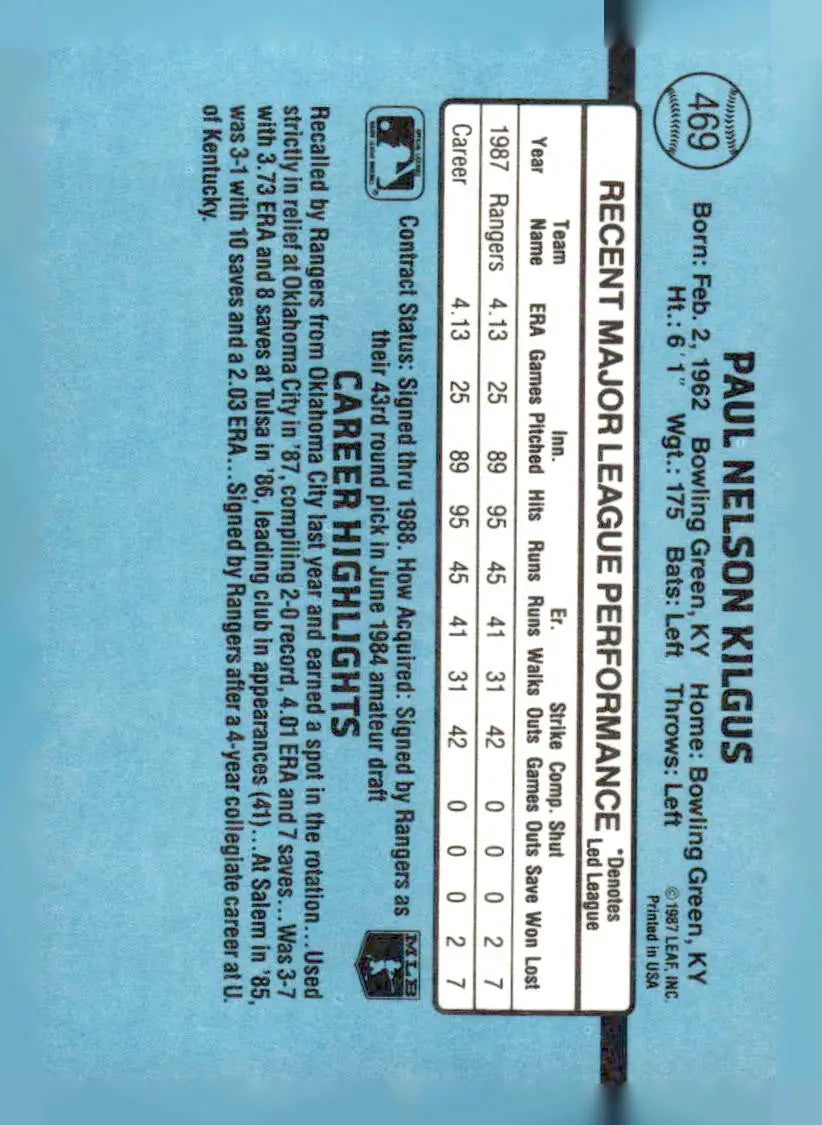 469
PAUL NELSON KILGUS
Born: Feb. 2, 1962 Bowling Green, KY Home: Bowling Green, KY
Ht.: 6'1" Wgt.: 175 Bats: Left Throws: Left
©1987 LEAF, INC.
Printed in USA
RECENT MAJOR LEAGUE PERFORMANCE *Denotes
Led League
Team Inn. Er. Strike Comp. Shut
Year Name ERA Games Pitched Hits Runs Runs Walks Outs Games Outs Save Won Lost
1987 Rangers 4.13 25 89 95 45 41 31 42 0 0 0 2 7
Career 4.13 25 89 95 45 41 31 42 0 0 0 2 7
Contract Status: Signed thru 1988. How Acquired: Signed by Rangers as
their 43rd round pick in June 1984 amateur draft
MLB
CAREER HIGHLIGHTS
Recalled by Rangers from Oklahoma City last year and earned a spot in the rotation...Used
strictly in relief at Oklahoma City in '87, compiling 2-0 record, 4.01 ERA and 7 saves...Was 3-7
with 3.73 ERA and 8 saves at Tulsa in '86, leading club in appearances (41)...At Salem in '85,
was 3-1 with 10 saves and a 2.03 ERA...Signed by Rangers after a 4-year collegiate career at U.
of Kentucky.